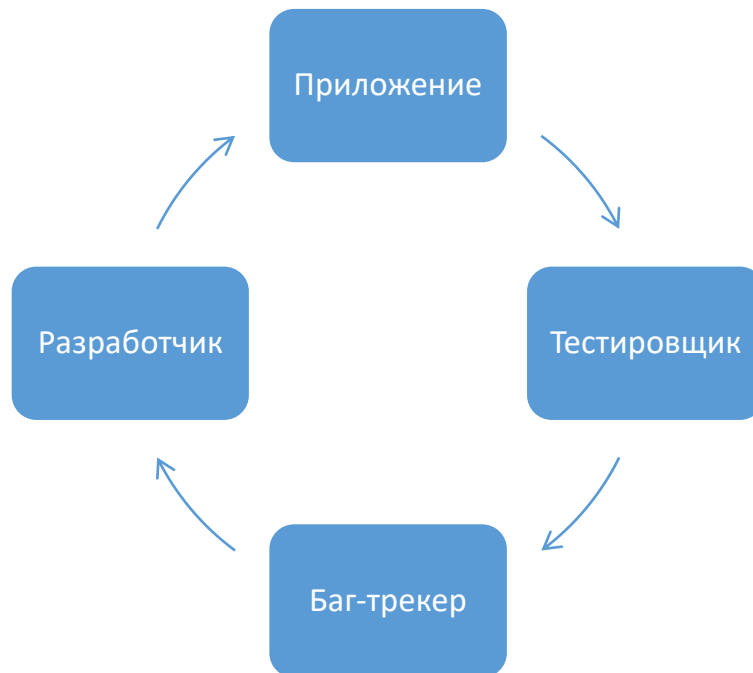 Приложение
Разработчик
Тестировщик
Баг-трекер